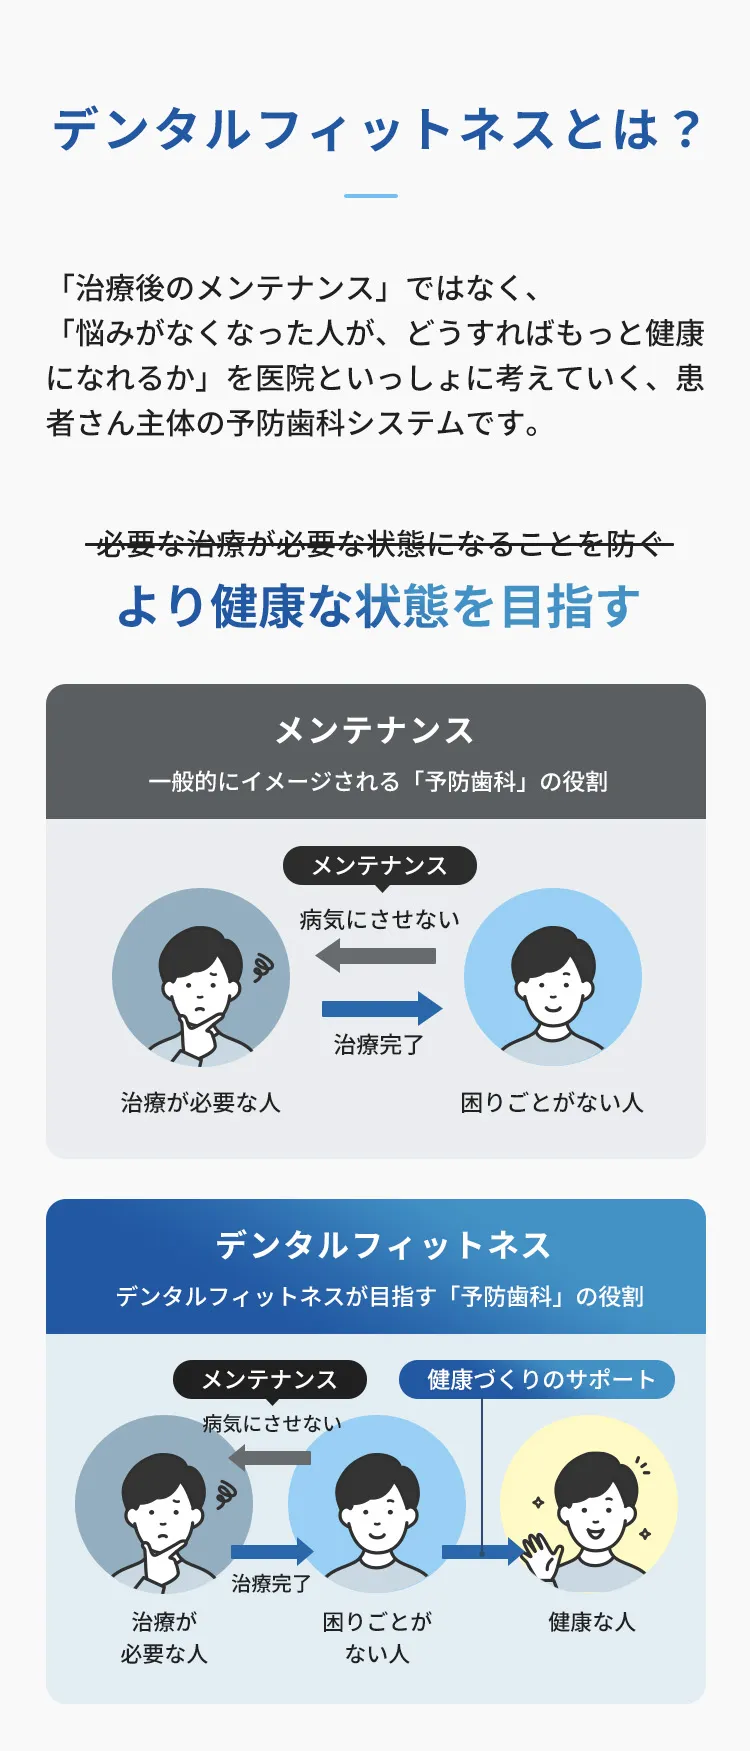 デンタルフィットネスとは？
「治療後のメンテナンス」ではなく、
「悩みがなくなった人が、どうすればもっと健康
になれるか」を医院といっしょに考えていく、患
者さん主体の予防歯科システムです。
必要な治療が必要な状態になることを防ぐ
より健康な状態を目指す
メンテナンス
一般的にイメージされる「予防歯科」の役割
メンテナンス
病気にさせない
治療完了
治療が必要な人
困りごとがない人
デンタルフィットネス
デンタルフィットネスが目指す「予防歯科」の役割
メンテナンス
健康づくりのサポート
病気にさせない
治療完了
治療が
必要な人
困りごとが
ない人
健康な人